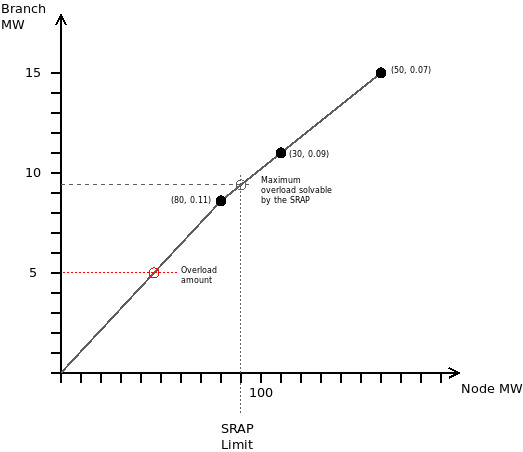 Branch
MW
15
(50, 0.07)
(30, 0.09)
10
Maximum
overload solvable
by the SRAP
(80, 0.11)
5
Overload
amount
Node MW
100
SRAP
Limit